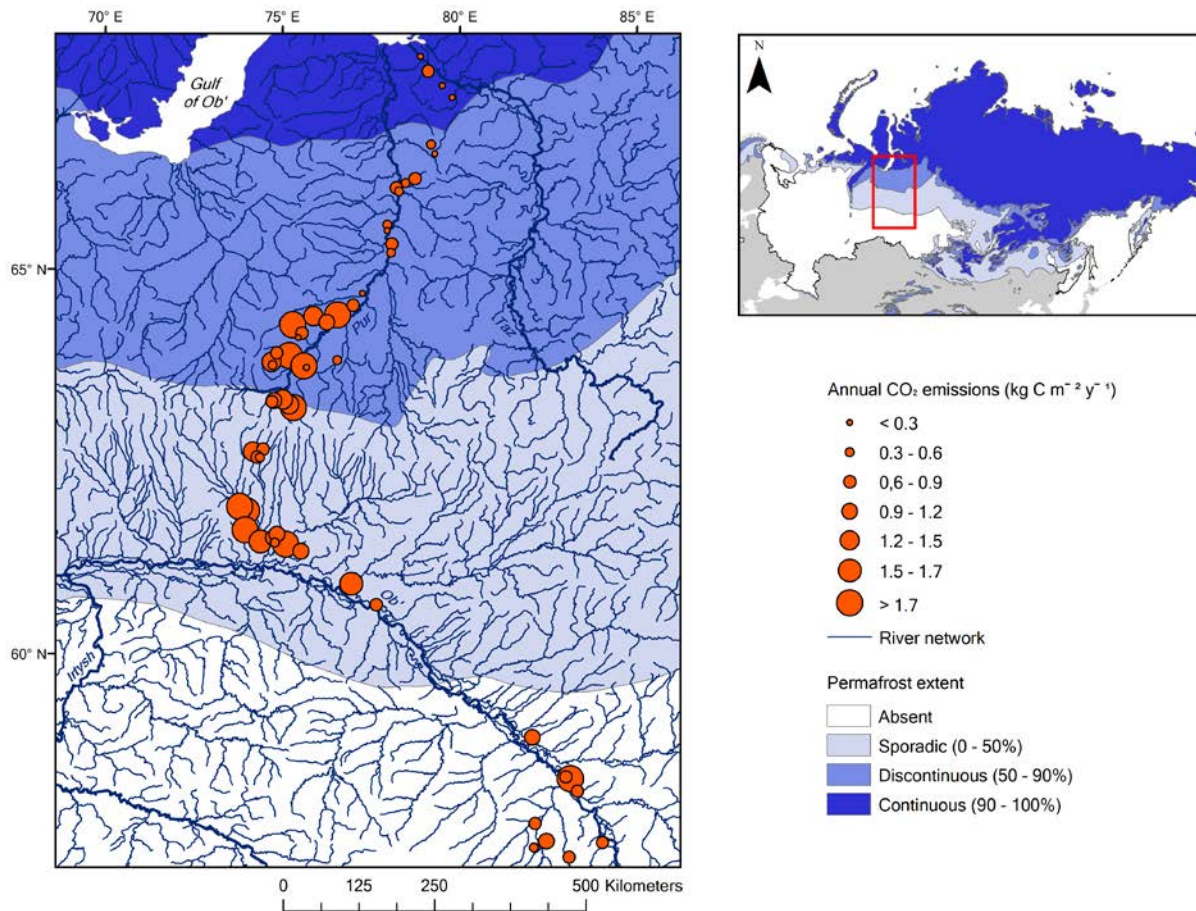 70° E 75° E 80° E 85° E
Gulf
of Ob'
65° N
Pur
Taz
Ob'
60° N
Irtysh
0 125 250 500 Kilometers
N
Annual CO₂ emissions (kg C m⁻² y⁻¹)
< 0.3
0.3 - 0.6
0,6 - 0.9
0.9 - 1.2
1.2 - 1.5
1.5 - 1.7
> 1.7
River network
Permafrost extent
Absent
Sporadic (0 - 50%)
Discontinuous (50 - 90%)
Continuous (90 - 100%)